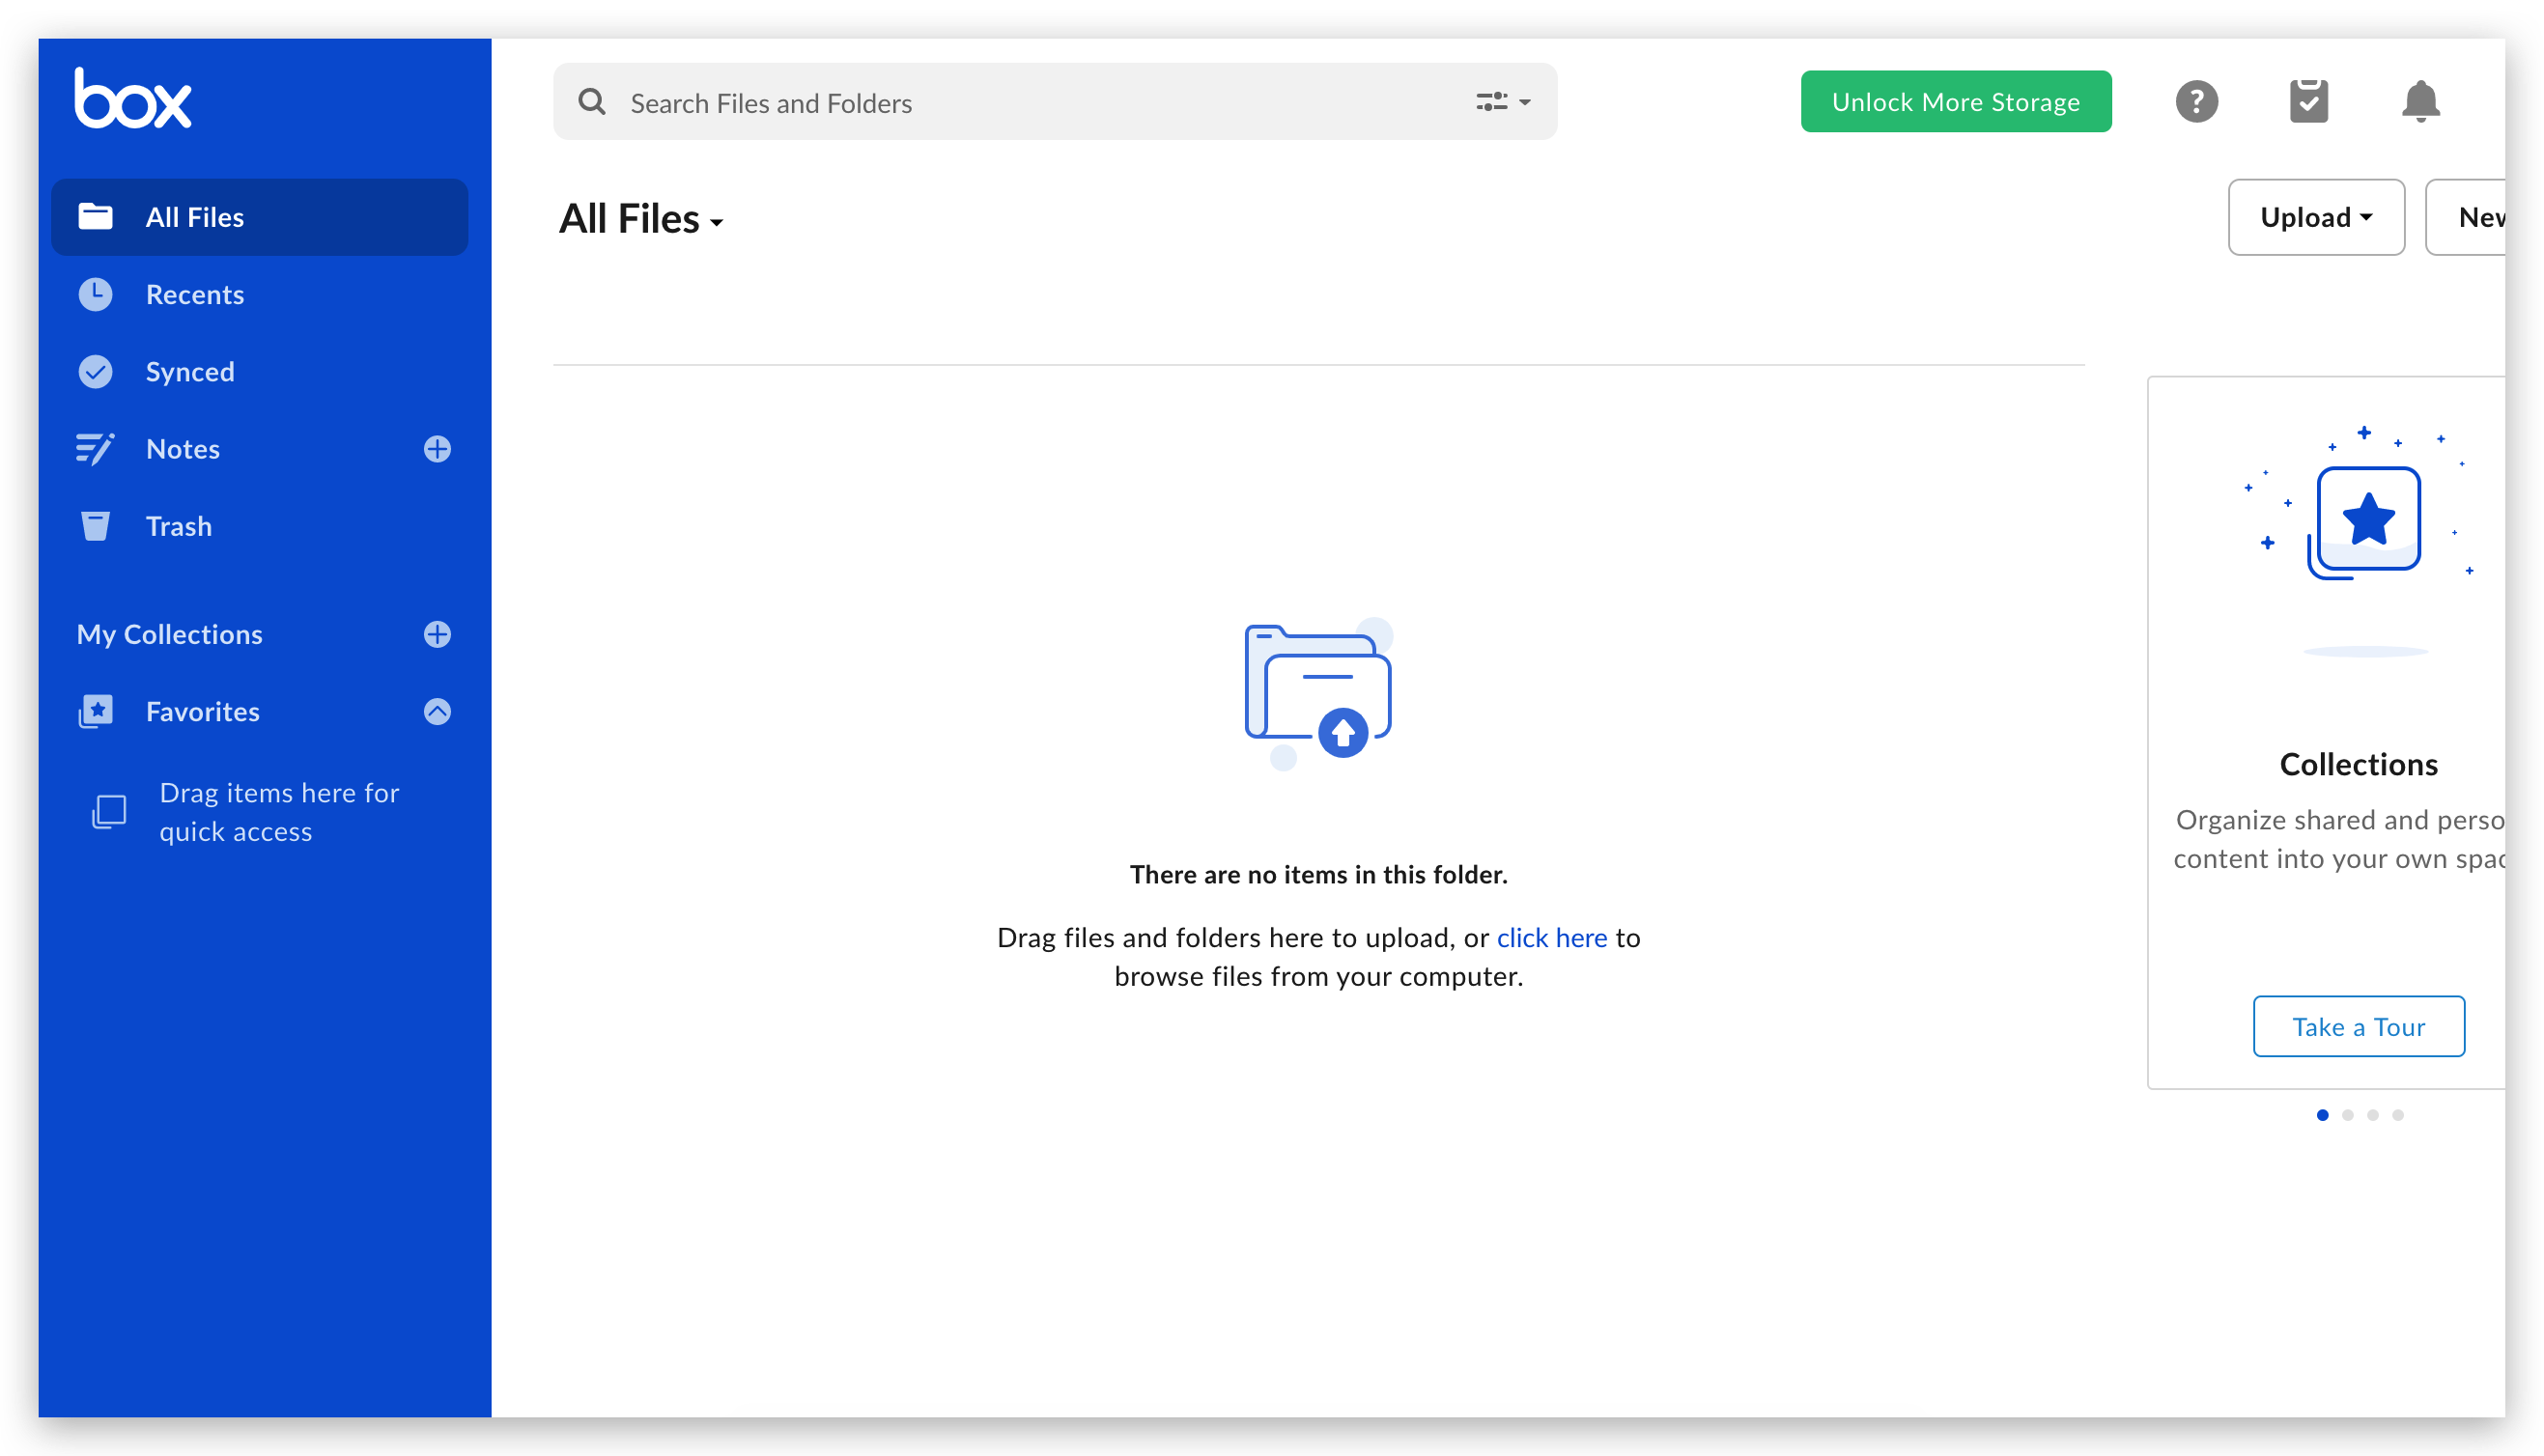 box
Search Files and Folders
Unlock More Storage
?
All Files
Recents
Synced
Notes
Trash
My Collections
Favorites
Drag items here for
quick access
All Files
Upload
New
There are no items in this folder.
Drag files and folders here to upload, or click here to
browse files from your computer.
Collections
Organize shared and perso
content into your own spac
Take a Tour